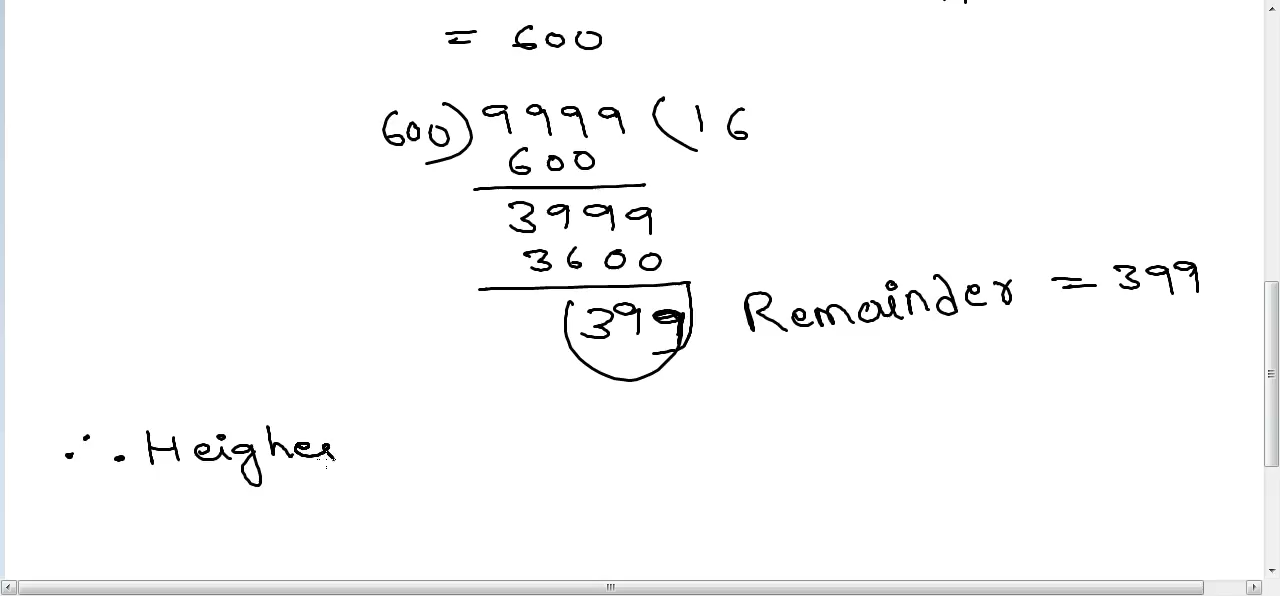 = 600
600) 9999 (16
600
3999
3600
(399 Remainder = 399
∴ Heigher